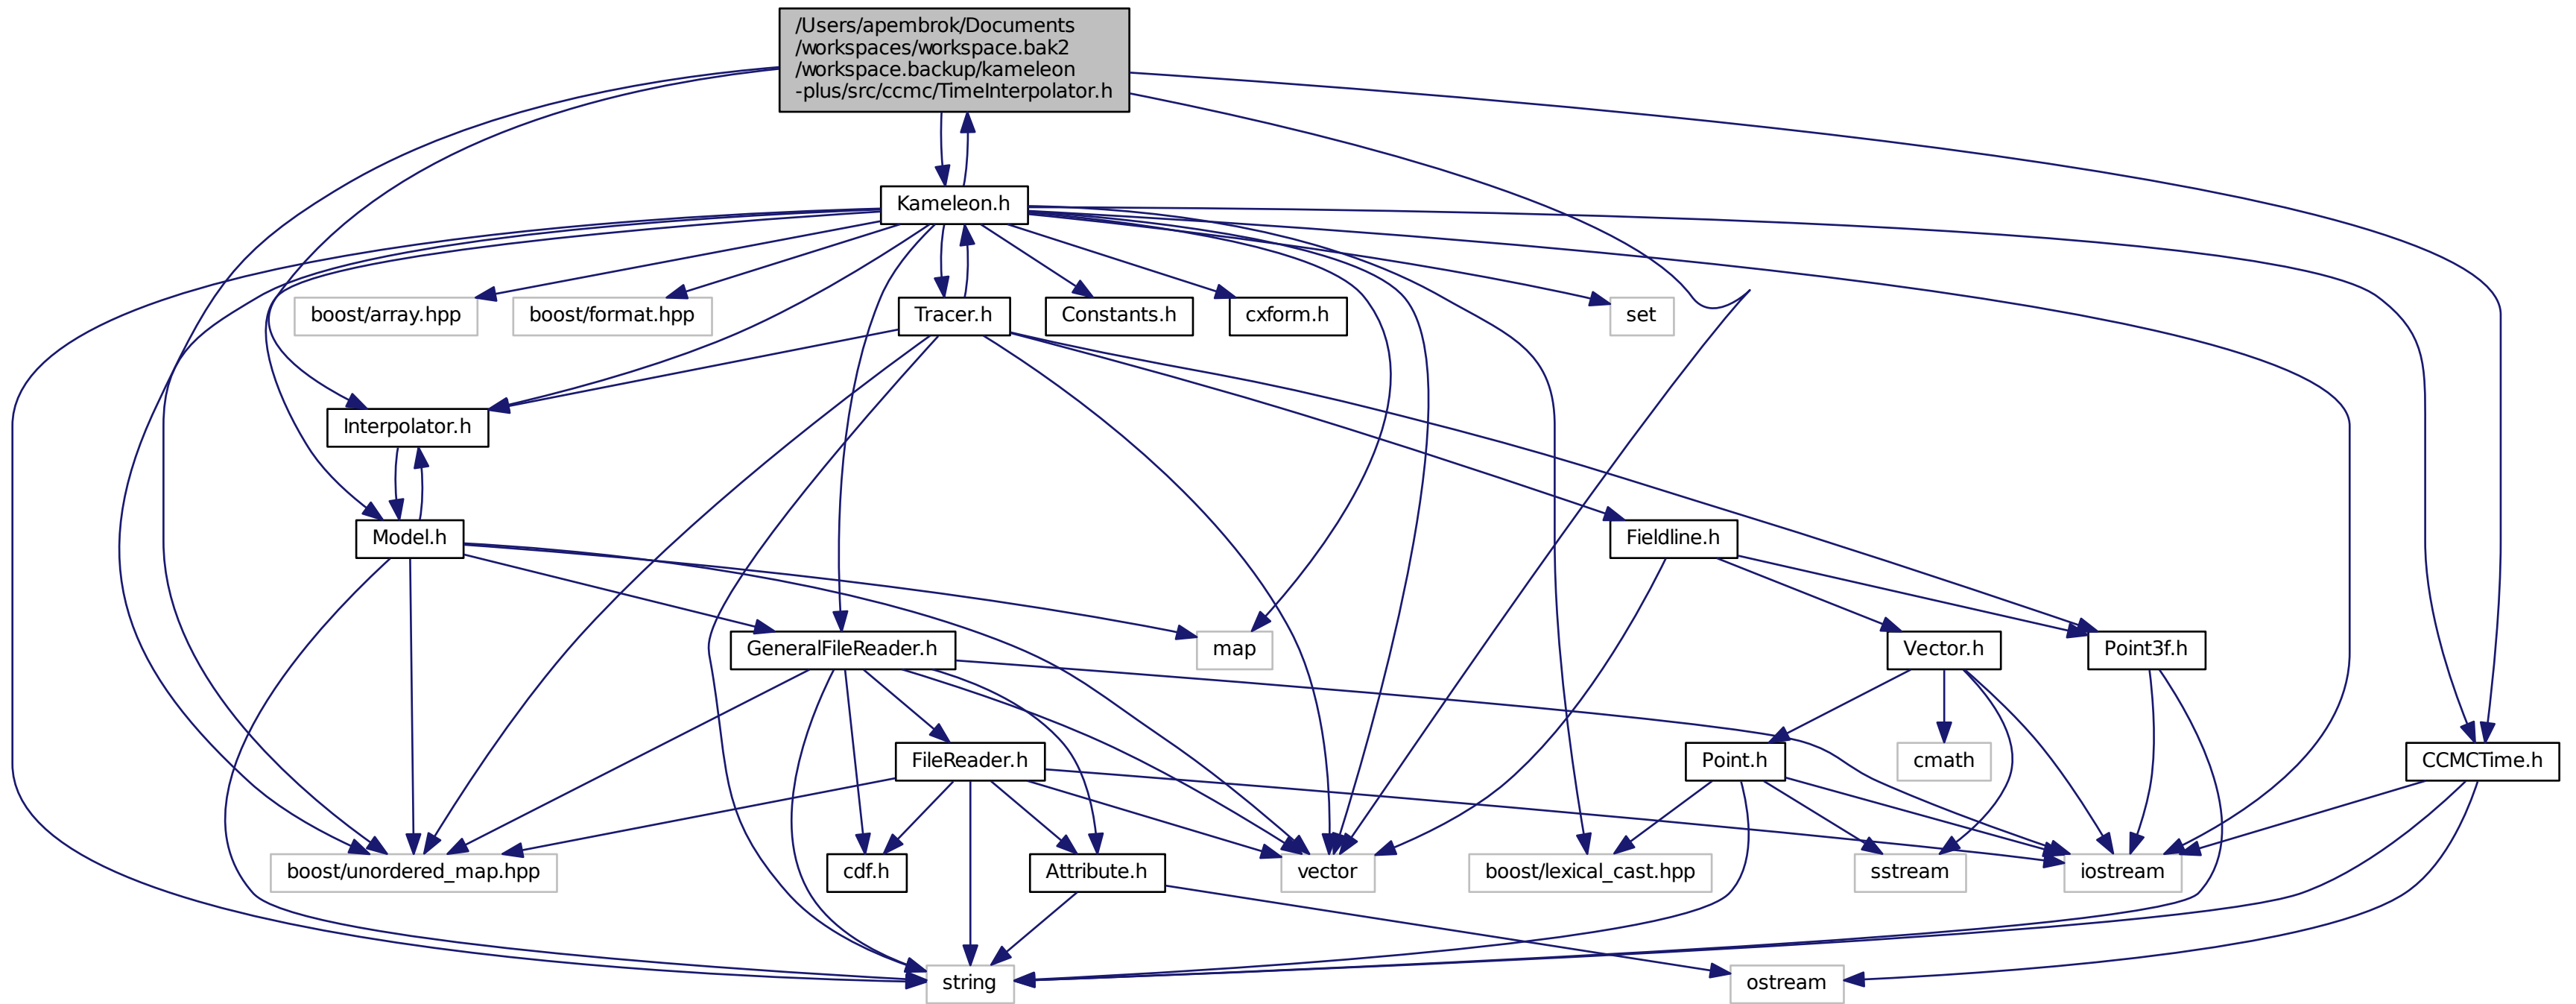 /Users/apembrok/Documents
/workspaces/workspace.bak2
/workspace.backup/kameleon
-plus/src/ccmc/TimeInterpolator.h
Kameleon.h
boost/array.hpp
boost/format.hpp
Tracer.h
Constants.h
cxform.h
set
Interpolator.h
Model.h
Fieldline.h
GeneralFileReader.h
map
Vector.h
Point3f.h
FileReader.h
Point.h
cmath
CCMCTime.h
boost/unordered_map.hpp
cdf.h
Attribute.h
vector
boost/lexical_cast.hpp
sstream
iostream
string
ostream